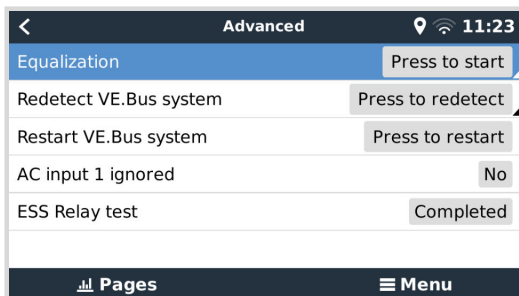 Advanced 11:23
Equalization Press to start
Redetect VE.Bus system Press to redetect
Restart VE.Bus system Press to restart
AC input 1 ignored No
ESS Relay test Completed
Pages Menu